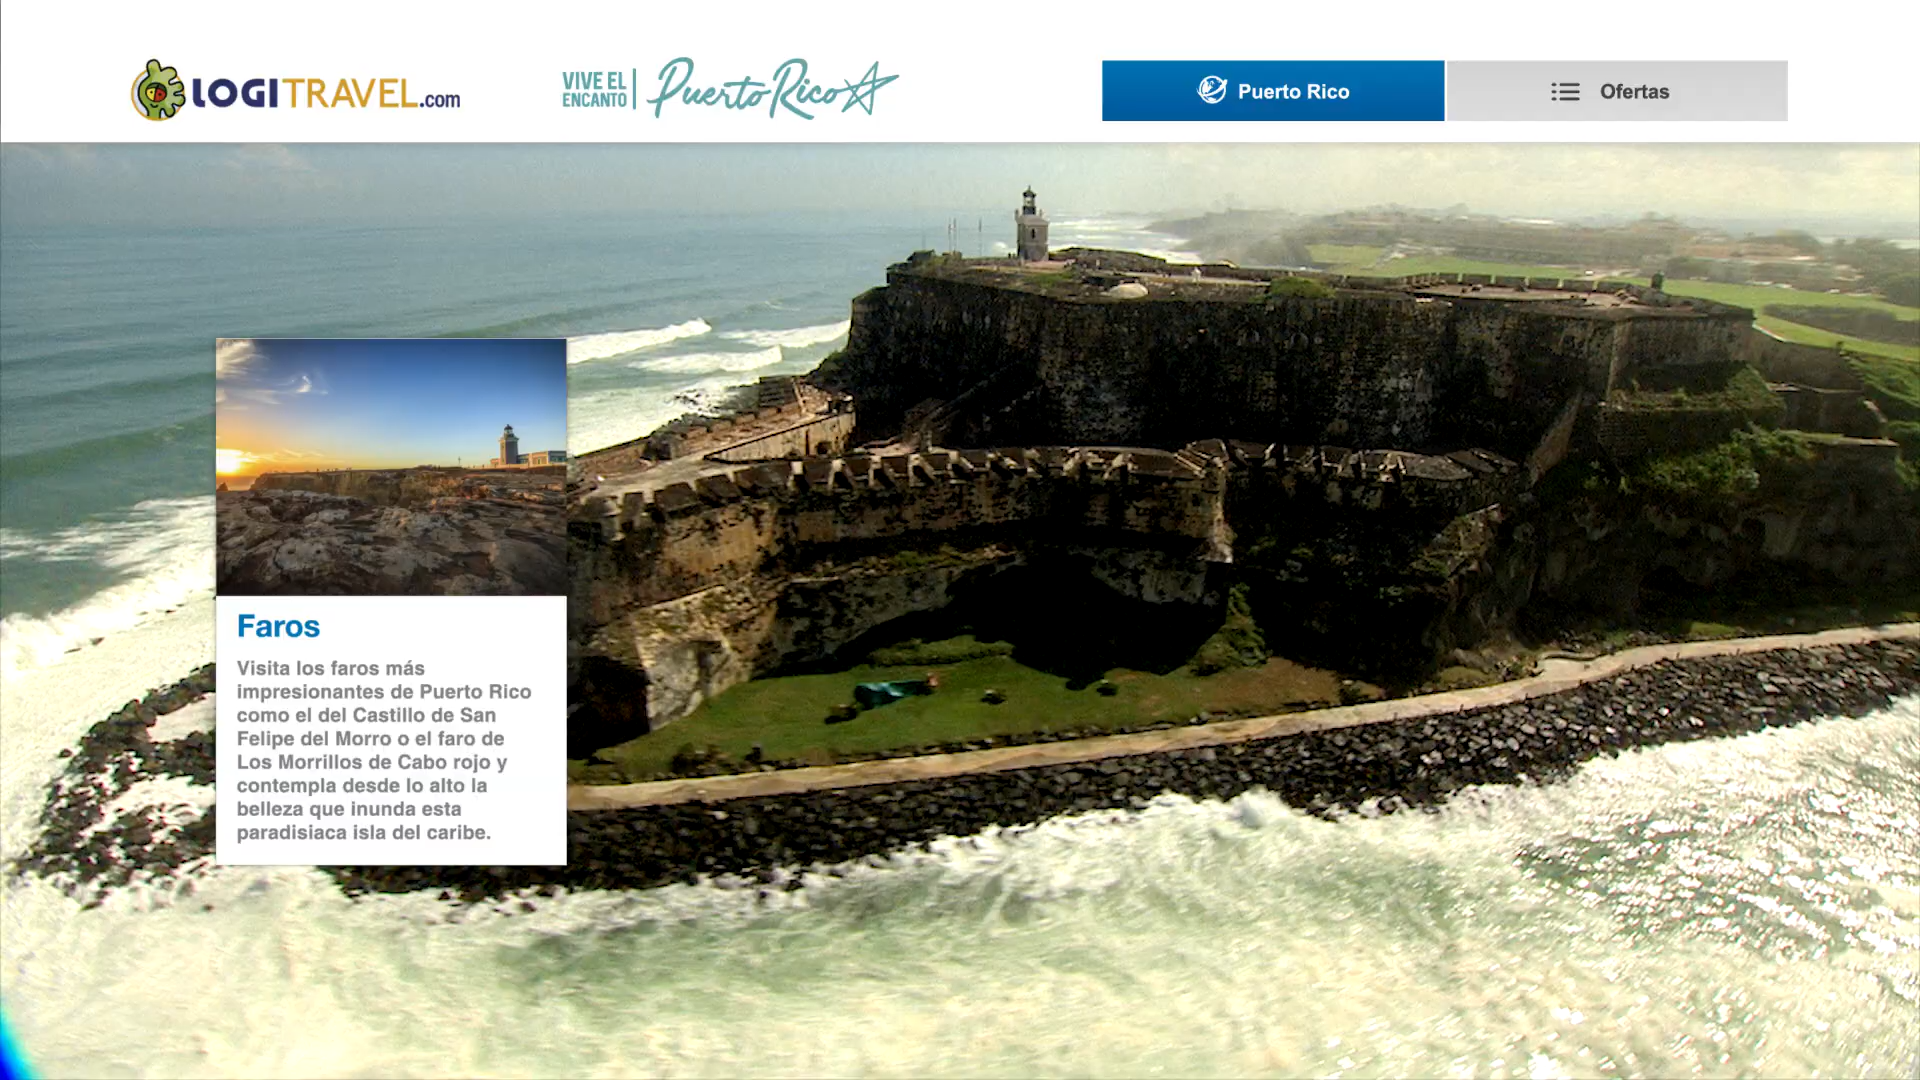 LOGITRAVEL.com
VIVE EL
ENCANTO
Puerto Rico
Puerto Rico
Ofertas
Faros
Visita los faros más
impresionantes de Puerto Rico
como el del Castillo de San
Felipe del Morro o el faro de
Los Morrillos de Cabo rojo y
contempla desde lo alto la
belleza que inunda esta
paradisiaca isla del caribe.